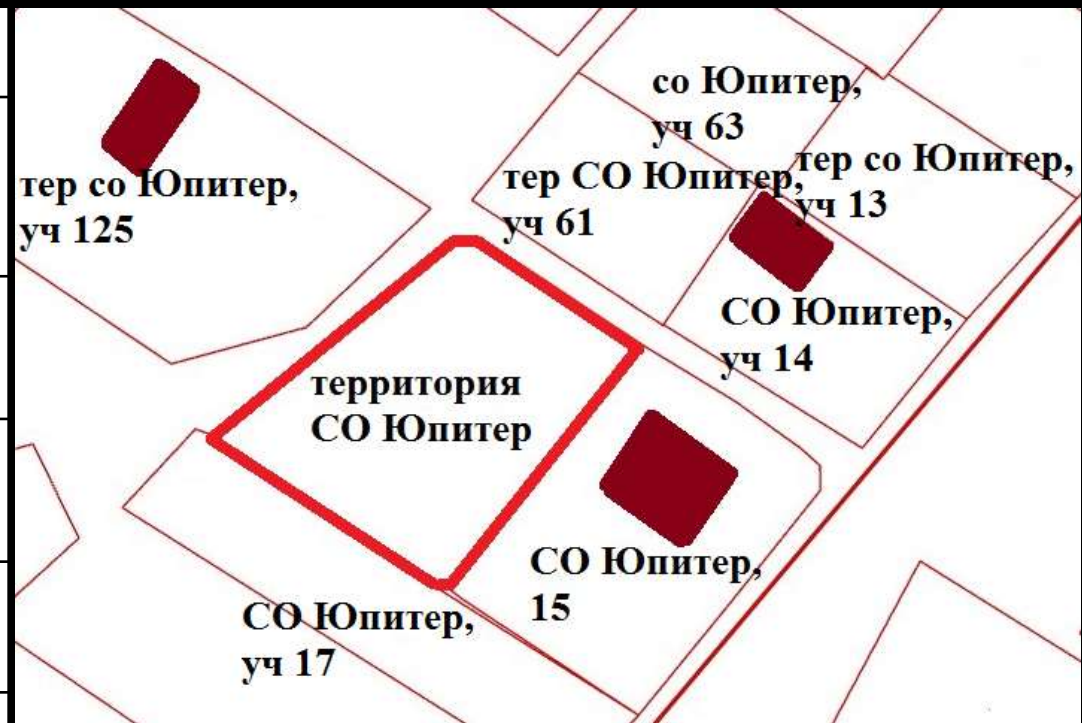 со Юпитер,
уч 63
тер со Юпитер,
уч 13
тер СО Юпитер,
уч 61
тер со Юпитер,
уч 125
СО Юпитер,
уч 14
территория
СО Юпитер
СО Юпитер,
15
СО Юпитер,
уч 17